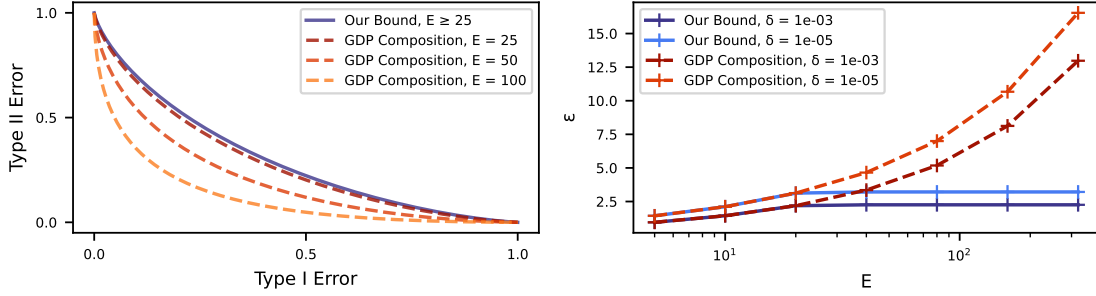 Our Bound, E ≥ 25
GDP Composition, E = 25
GDP Composition, E = 50
GDP Composition, E = 100
1.0
0.5
0.0
Type II Error
0.0
0.5
1.0
Type I Error
Our Bound, δ = 1e-03
Our Bound, δ = 1e-05
GDP Composition, δ = 1e-03
GDP Composition, δ = 1e-05
15.0
12.5
10.0
7.5
5.0
2.5
ε
10¹
10²
E